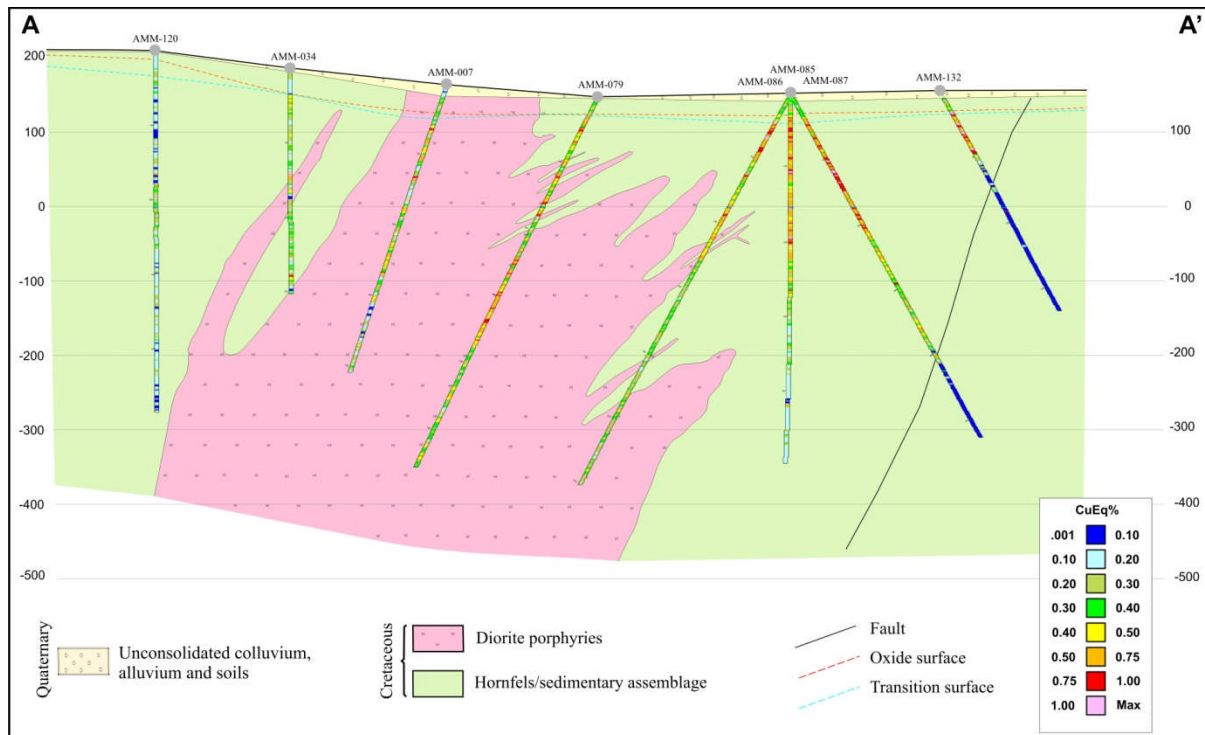 A
A'
AMM-120
AMM-034
AMM-007
AMM-079
AMM-085
AMM-086
AMM-087
AMM-132
200
100
0
-100
-200
-300
-400
-500
100
0
-100
-200
-300
-400
-500
CuEq%
.001 0.10
0.10 0.20
0.20 0.30
0.30 0.40
0.40 0.50
0.50 0.75
0.75 1.00
1.00 Max
Quaternary
Unconsolidated colluvium,
alluvium and soils
Cretaceous
Diorite porphyries
Hornfels/sedimentary assemblage
Fault
Oxide surface
Transition surface